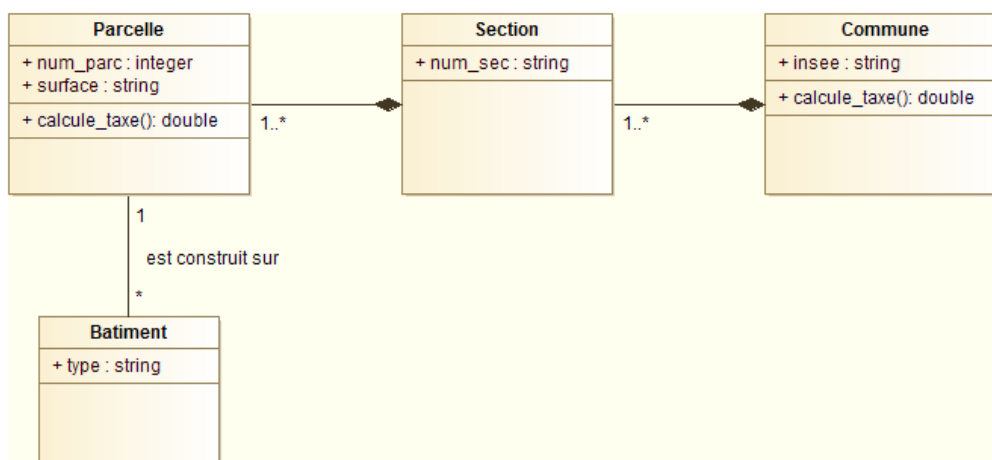 Parcelle
+ num_parc : integer
+ surface : string
+ calcule_taxe(): double
1..*
Section
+ num_sec : string
1..*
Commune
+ insee : string
+ calcule_taxe(): double
1
est construit sur
*
Batiment
+ type : string